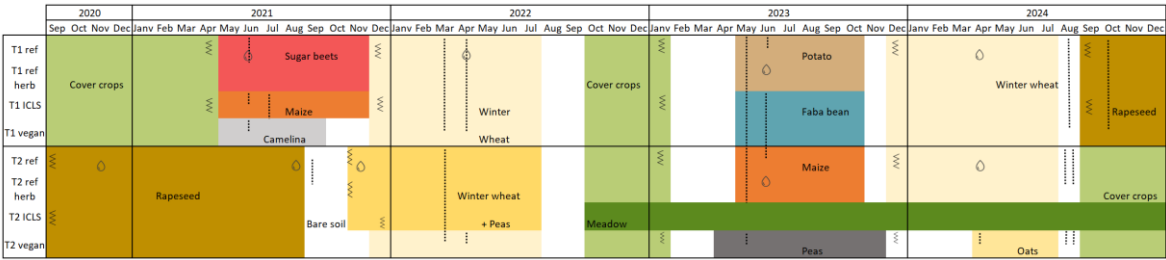 2020 2021 2022 2023 2024
Sep Oct Nov Dec Janv Feb Mar Apr May Jun Jul Aug Sep Oct Nov Dec Janv Feb Mar Apr May Jun Jul Aug Sep Oct Nov Dec Janv Feb Mar Apr May Jun Jul Aug Sep Oct Nov Dec Janv Feb Mar Apr May Jun Jul Aug Sep Oct Nov Dec
T1 ref Sugar beets Potato
T1 ref
herb Cover crops Cover crops Winter wheat
T1 ICLS Maize Winter Faba bean Rapeseed
T1 vegan Camelina Wheat
T2 ref Maize
T2 ref
herb Rapeseed Winter wheat Cover crops
T2 ICLS Bare soil + Peas Meadow
T2 vegan Peas Oats